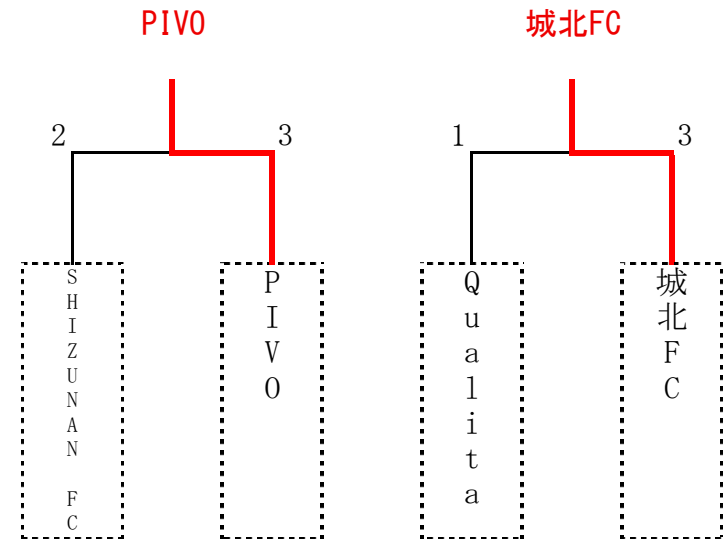 PIVO
城北FC
2
3
1
3
SHIZUNAN FC
PIVO
Qualita
城北FC